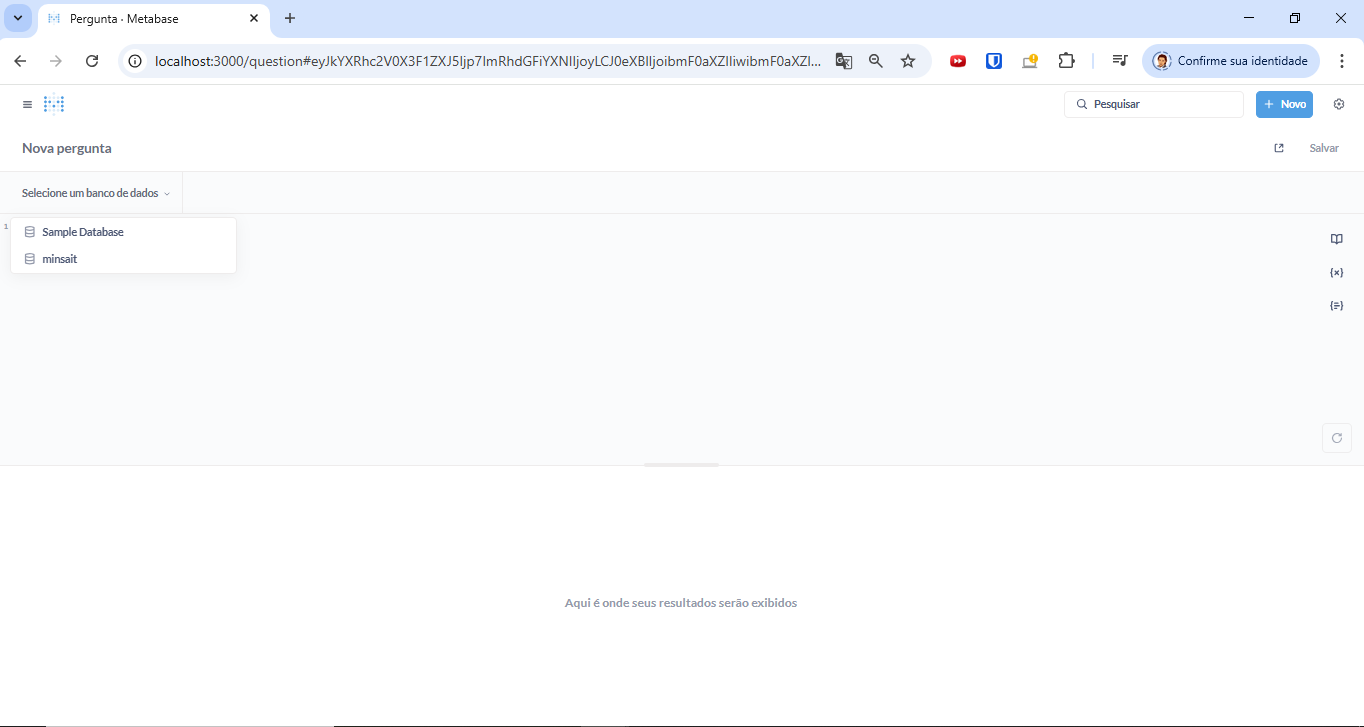 Pergunta · Metabase
localhost:3000/question#eyJkYXRhc2V0X3F1ZXJ5Ijp7ImRhdGFiYXNlIjoyLCJ0eXBlIjoibmF0aXZlIiwibmF0aXZl...
Confirme sua identidade
Pesquisar
Novo
Nova pergunta
Salvar
Selecione um banco de dados
1
Sample Database
minsait
{x}
Aqui é onde seus resultados serão exibidos